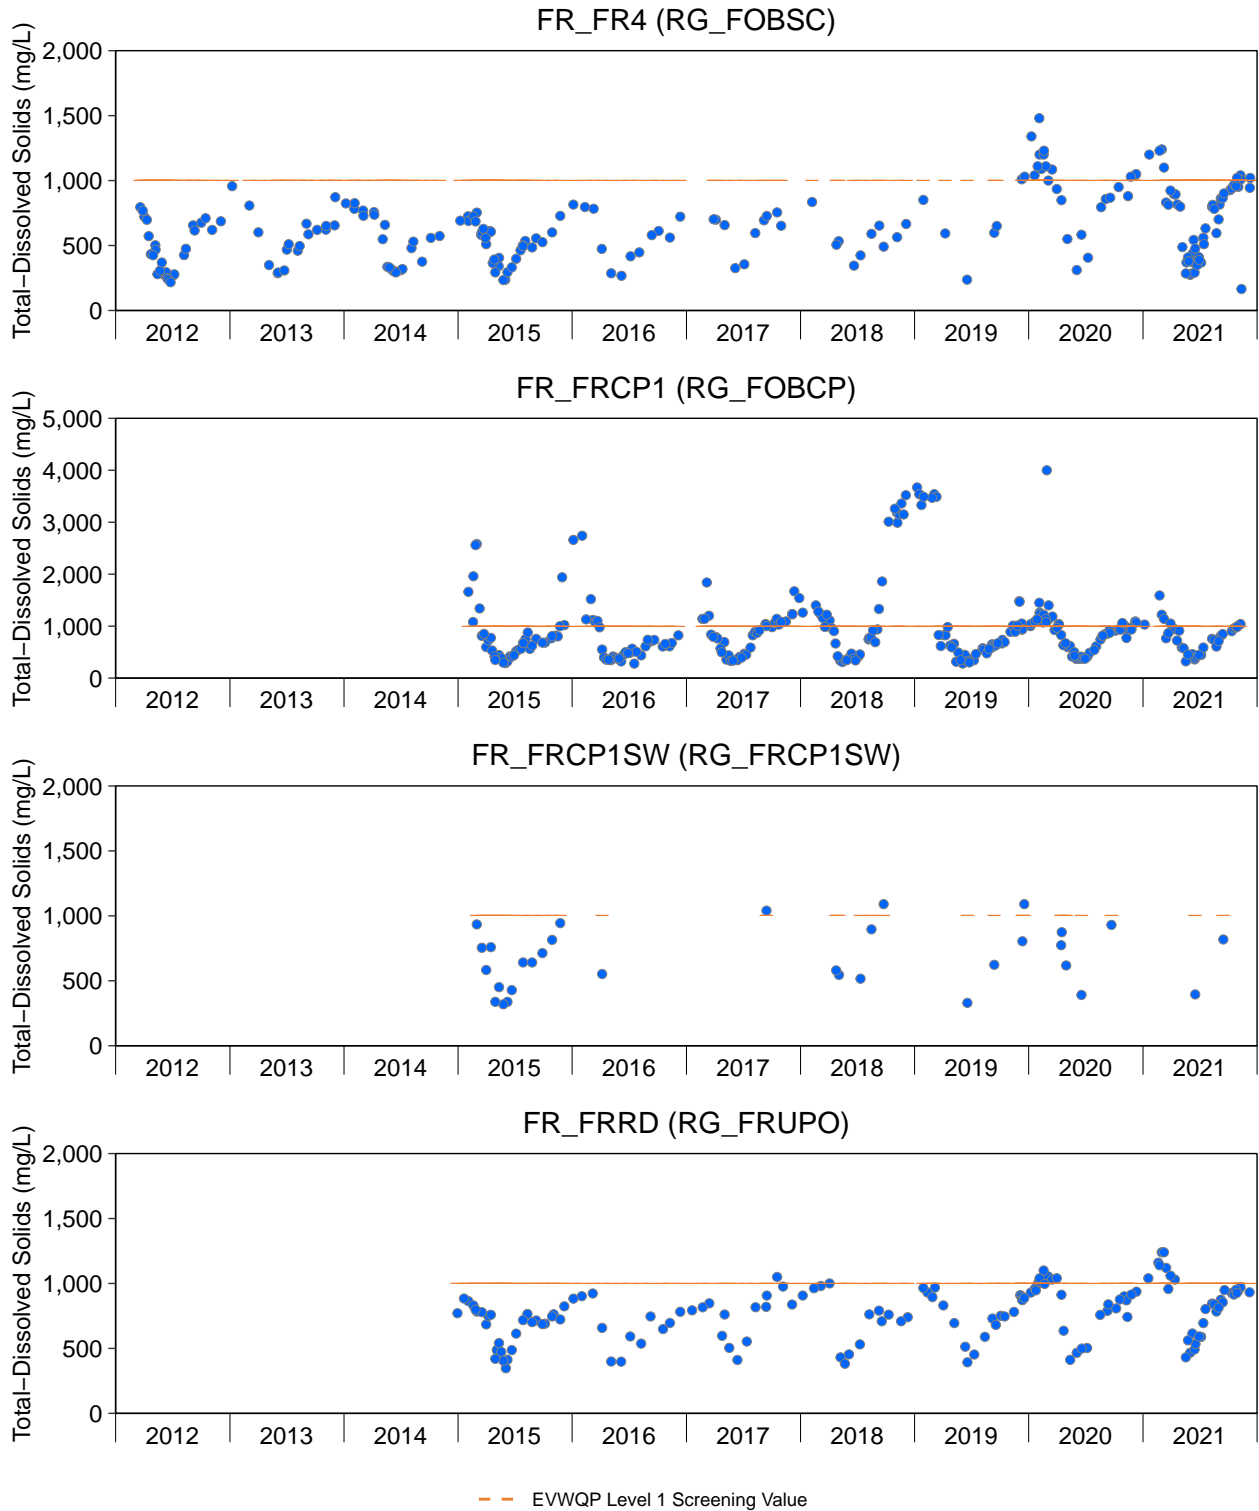 FR_FR4 (RG_FOBSC)
Total−Dissolved Solids (mg/L)
2,000
1,500
1,000
500
0
2012 2013 2014 2015 2016 2017 2018 2019 2020 2021
FR_FRCP1 (RG_FOBCP)
Total−Dissolved Solids (mg/L)
5,000
4,000
3,000
2,000
1,000
0
2012 2013 2014 2015 2016 2017 2018 2019 2020 2021
FR_FRCP1SW (RG_FRCP1SW)
Total−Dissolved Solids (mg/L)
2,000
1,500
1,000
500
0
2012 2013 2014 2015 2016 2017 2018 2019 2020 2021
FR_FRRD (RG_FRUPO)
Total−Dissolved Solids (mg/L)
2,000
1,500
1,000
500
0
2012 2013 2014 2015 2016 2017 2018 2019 2020 2021
EVWQP Level 1 Screening Value